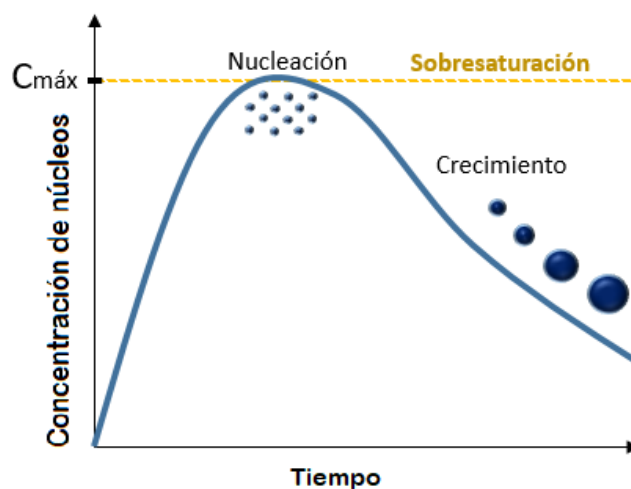 Nucleación
Sobresaturación
Cmáx
Crecimiento
Concentración de núcleos
Tiempo